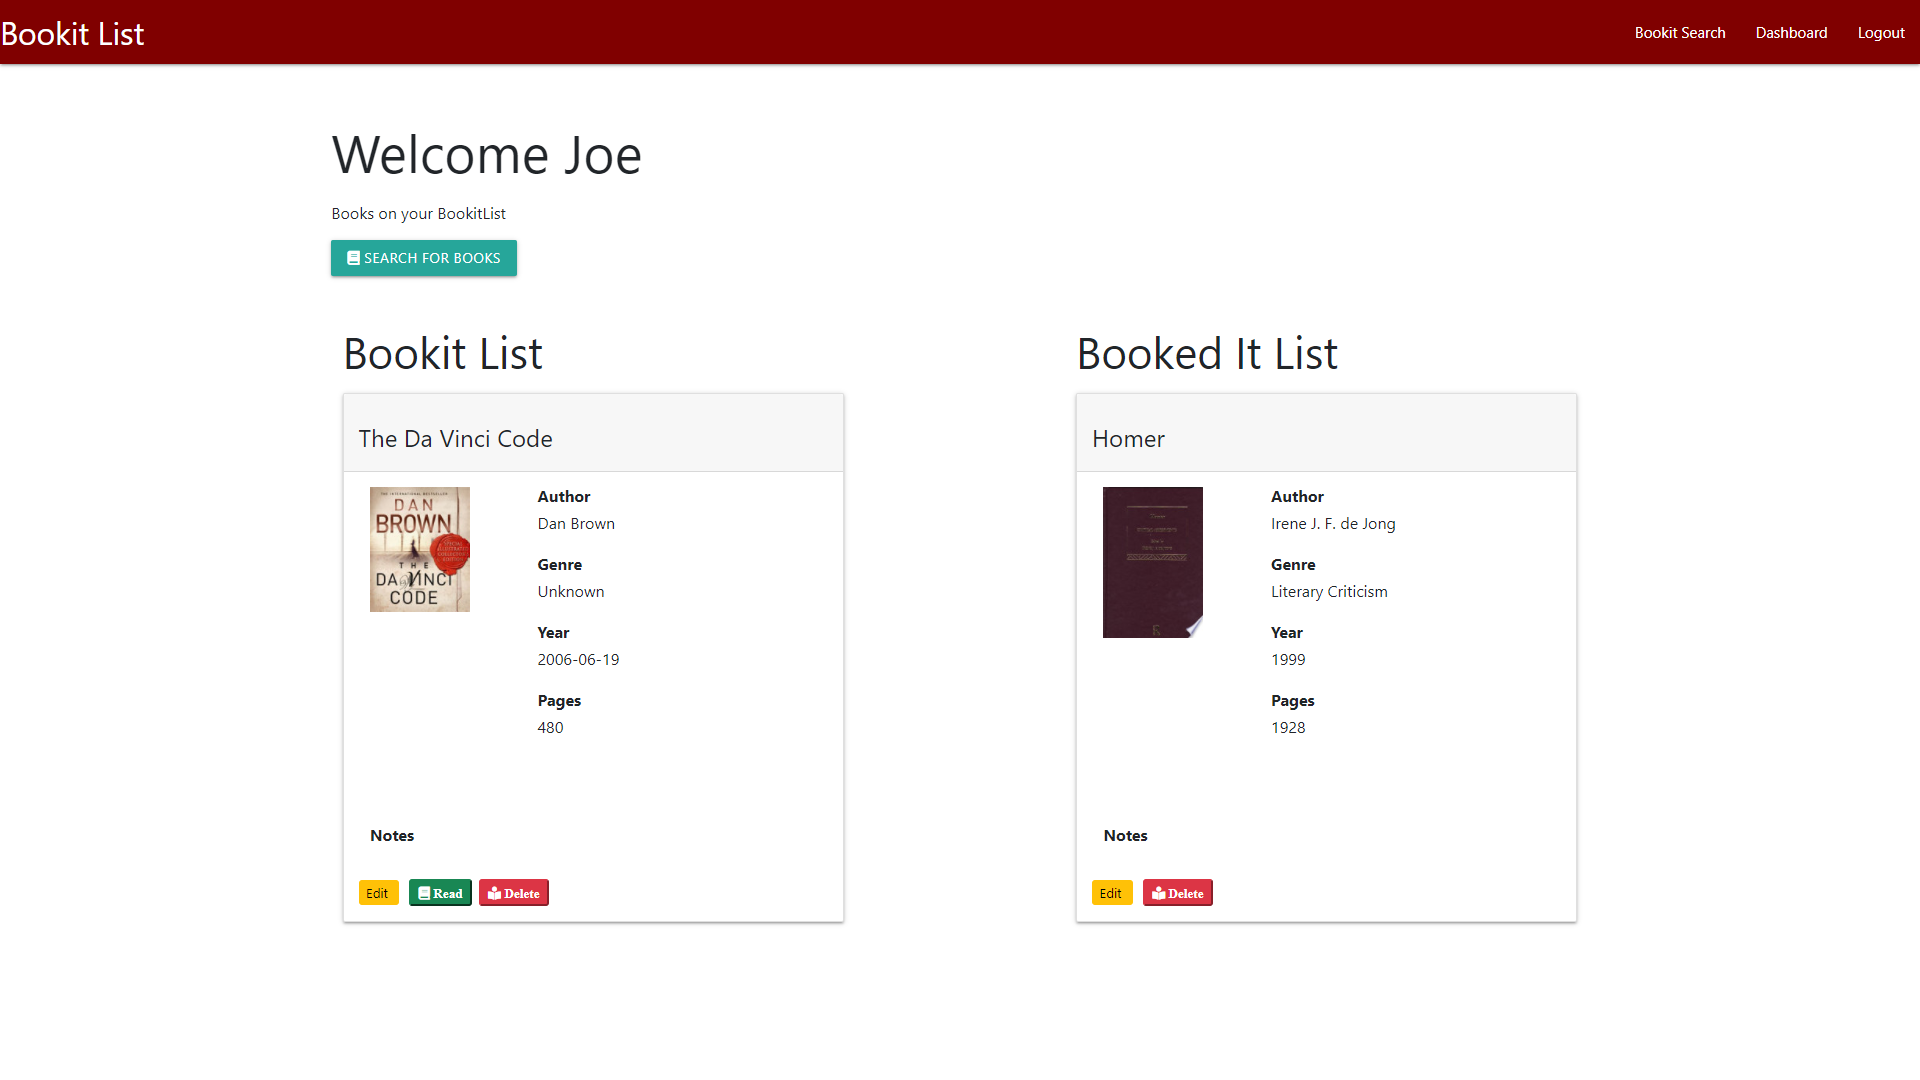 Bookit List
Bookit Search
Dashboard
Logout
Welcome Joe
Books on your BookitList
SEARCH FOR BOOKS
Bookit List
The Da Vinci Code
DAN
BROWN
THE
DA VINCI
CODE
Author
Dan Brown
Genre
Unknown
Year
2006-06-19
Pages
480
Notes
Edit
Read
Delete
Booked It List
Homer
Author
Irene J. F. de Jong
Genre
Literary Criticism
Year
1999
Pages
1928
Notes
Edit
Delete